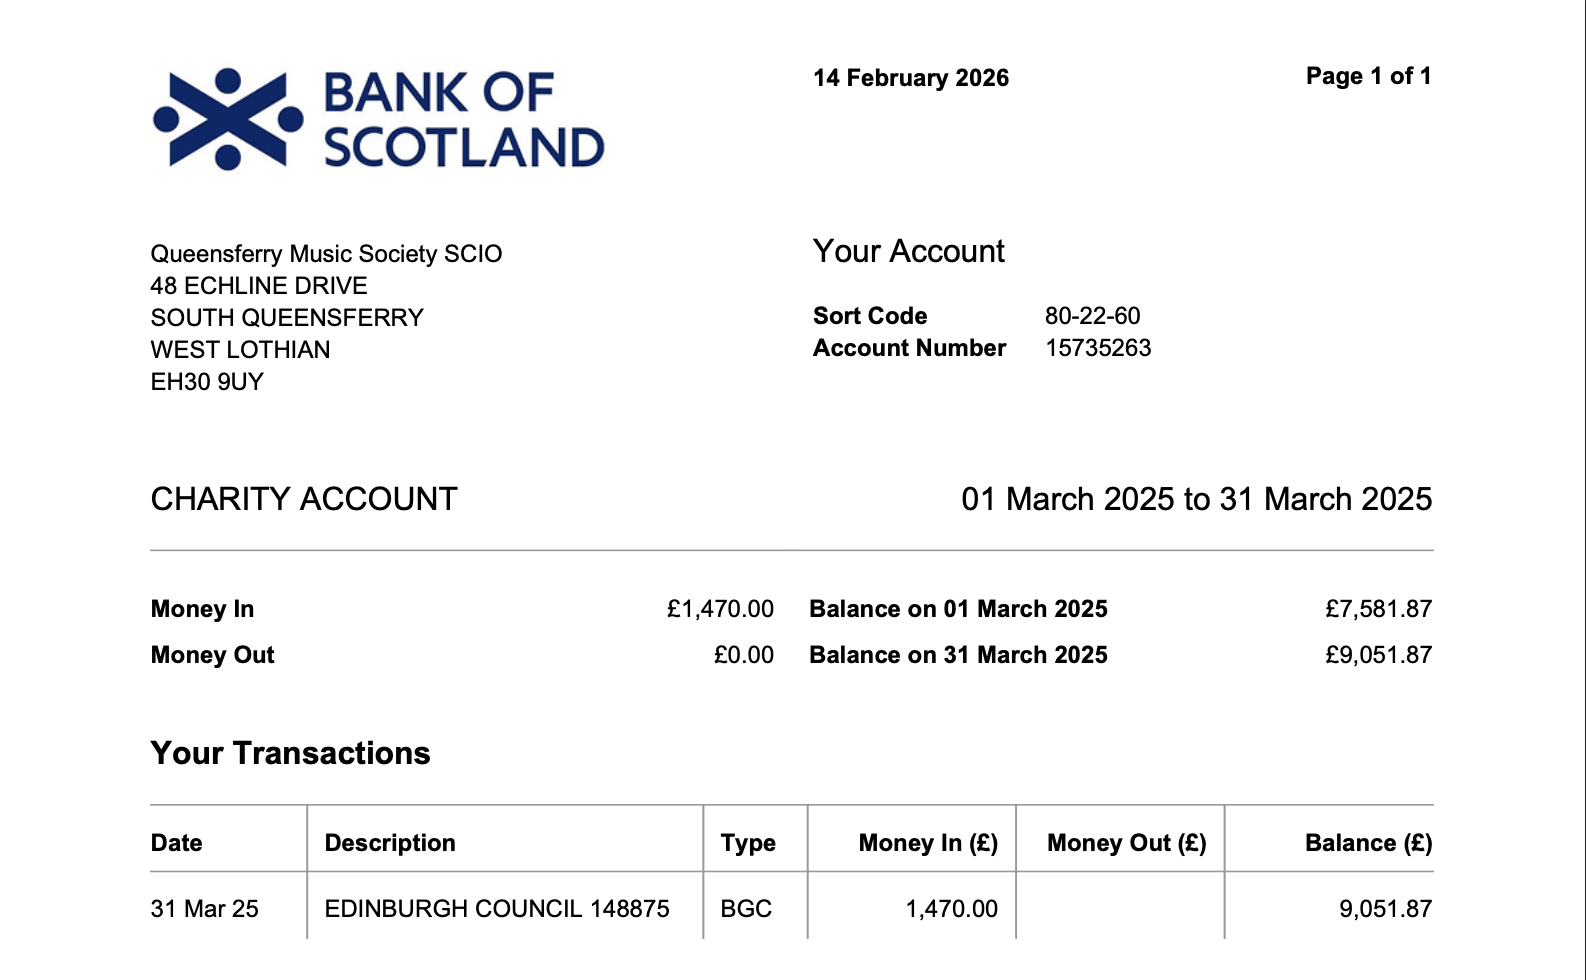 BANK OF
SCOTLAND
14 February 2026
Page 1 of 1
Queensferry Music Society SCIO
48 ECHLINE DRIVE
SOUTH QUEENSFERRY
WEST LOTHIAN
EH30 9UY
Your Account
Sort Code 80-22-60
Account Number 15735263
CHARITY ACCOUNT 01 March 2025 to 31 March 2025
Money In £1,470.00 Balance on 01 March 2025 £7,581.87
Money Out £0.00 Balance on 31 March 2025 £9,051.87
Your Transactions
Date Description Type Money In (£) Money Out (£) Balance (£)
31 Mar 25 EDINBURGH COUNCIL 148875 BGC 1,470.00 9,051.87